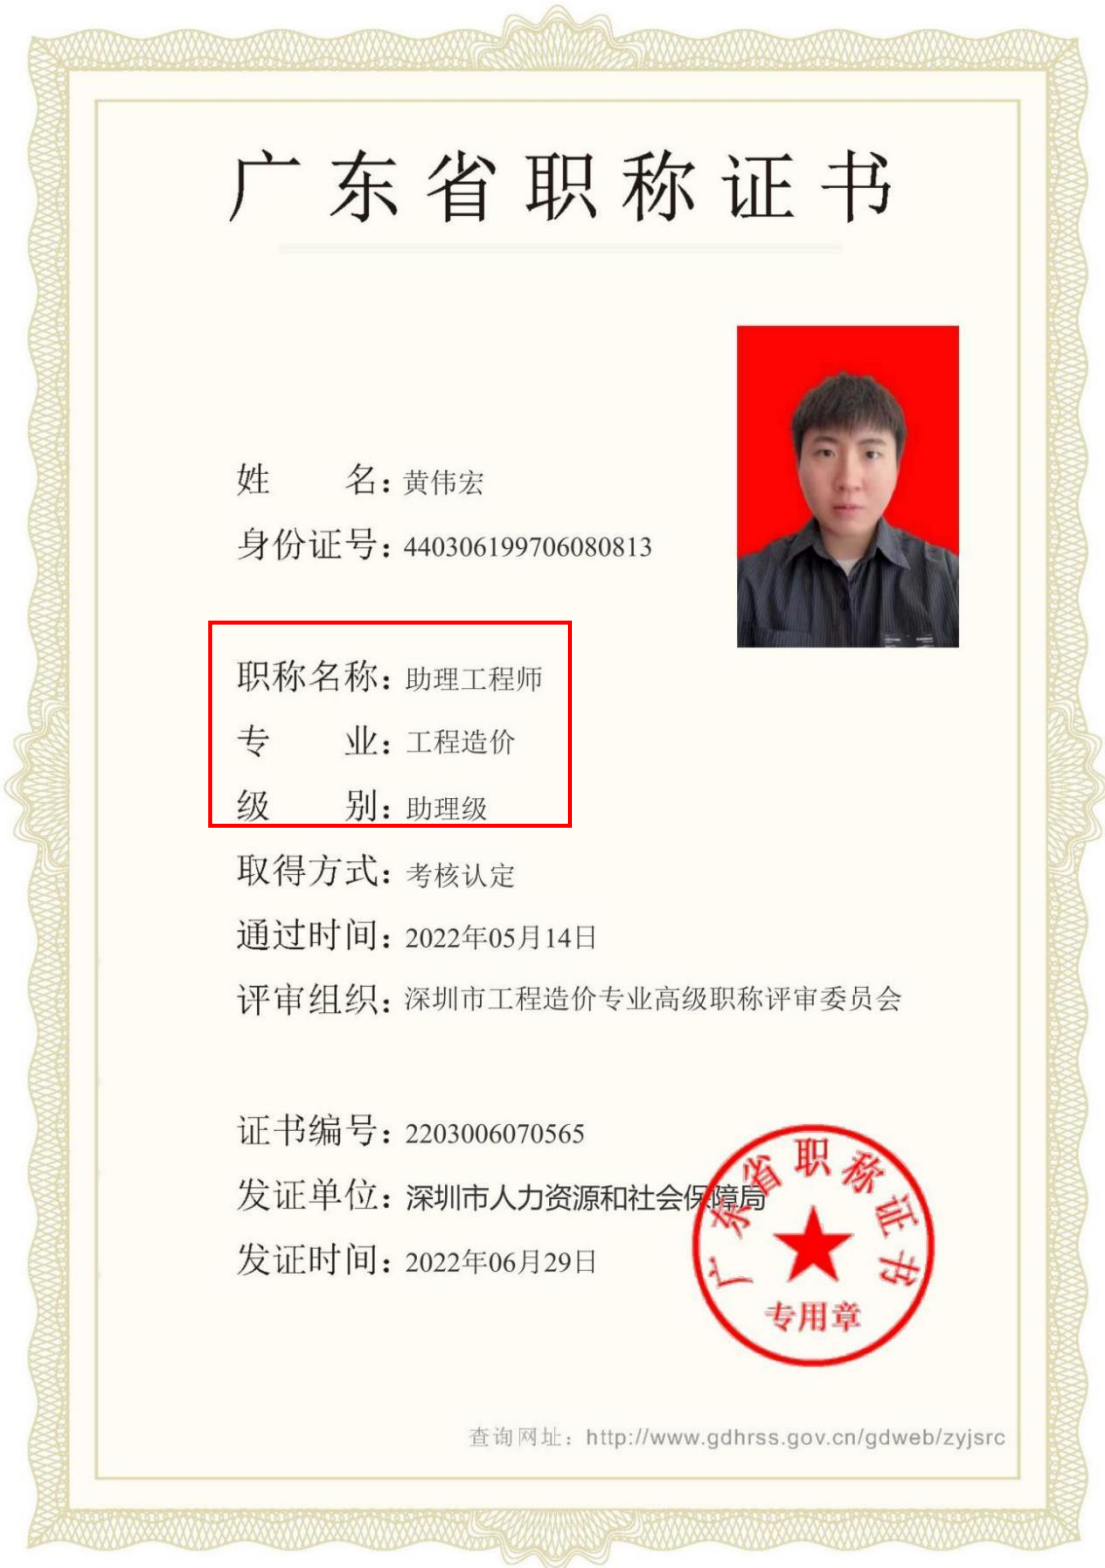 广东省职称证书
姓 名：黄伟宏
身份证号：440306199706080813
职称名称：助理工程师
专 业：工程造价
级 别：助理级
取得方式：考核认定
通过时间：2022年05月14日
评审组织：深圳市工程造价专业高级职称评审委员会
证书编号：2203006070565
发证单位：深圳市人力资源和社会保障局
发证时间：2022年06月29日
广东省职称证书
专用章
查询网址：http://www.gdhrss.gov.cn/gdweb/zyjsrc